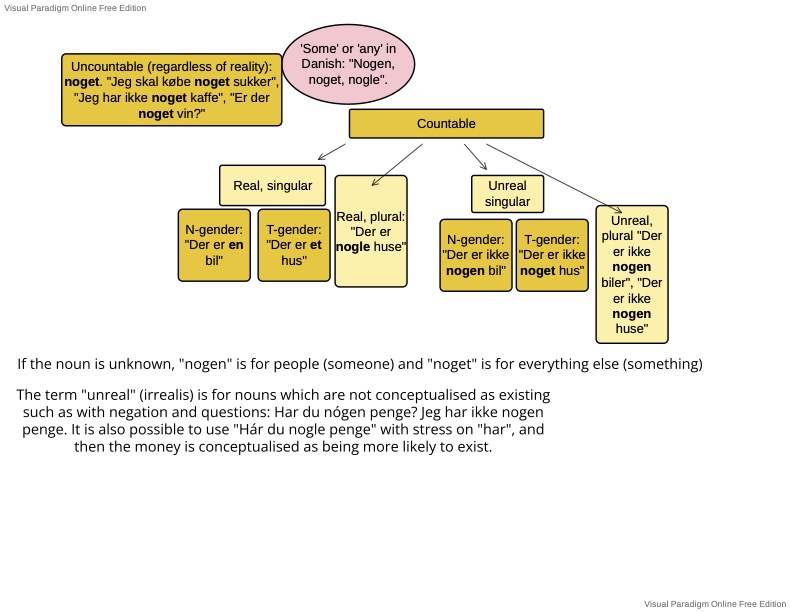 Visual Paradigm Online Free Edition
'Some' or 'any' in
Danish: "Nogen,
noget, nogle".
Uncountable (regardless of reality):
noget. "Jeg skal købe noget sukker",
"Jeg har ikke noget kaffe", "Er der
noget vin?"
Countable
Real, singular
N-gender:
"Der er en
bil"
T-gender:
"Der er et
hus"
Real, plural:
"Der er
nogle huse"
Unreal
singular
N-gender:
"Der er ikke
nogen bil"
T-gender:
"Der er ikke
noget hus"
Unreal,
plural "Der
er ikke
nogen
biler", "Der
er ikke
nogen
huse"
If the noun is unknown, "nogen" is for people (someone) and "noget" is for everything else (something)
The term "unreal" (irrealis) is for nouns which are not conceptualised as existing
such as with negation and questions: Har du nógen penge? Jeg har ikke nogen
penge. It is also possible to use "Hár du nogle penge" with stress on "har", and
then the money is conceptualised as being more likely to exist.
Visual Paradigm Online Free Edition